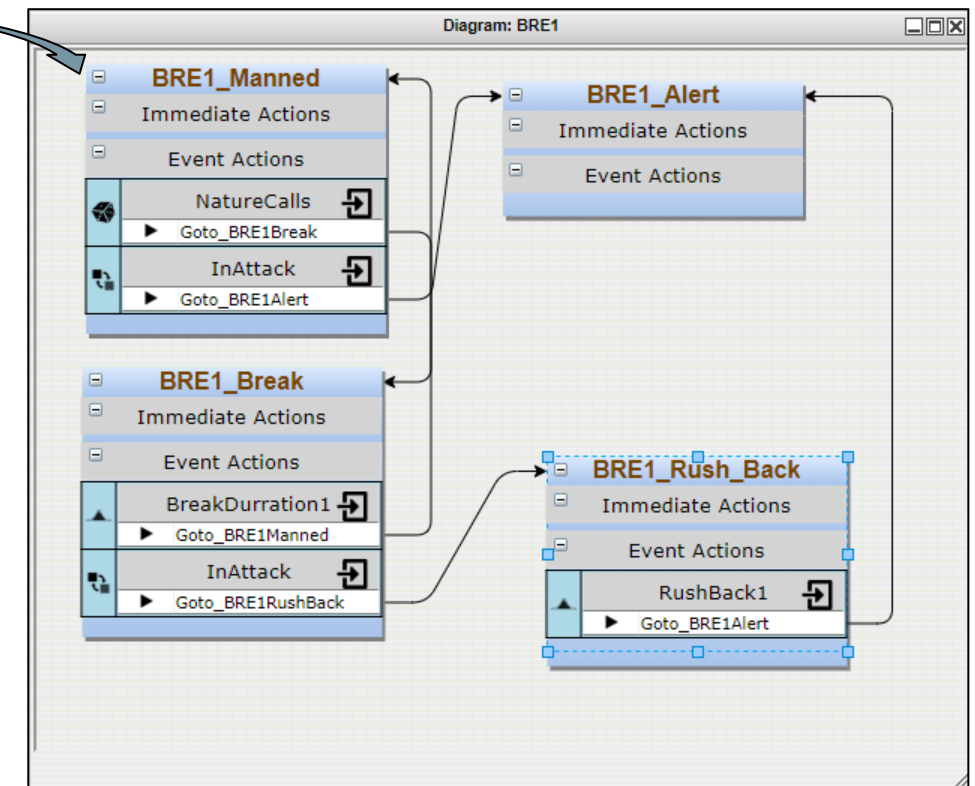 Diagram: BRE1
BRE1_Manned
Immediate Actions
Event Actions
NatureCalls
Goto_BRE1Break
InAttack
Goto_BRE1Alert
BRE1_Alert
Immediate Actions
Event Actions
BRE1_Break
Immediate Actions
Event Actions
BreakDurration1
Goto_BRE1Manned
InAttack
Goto_BRE1RushBack
BRE1_Rush_Back
Immediate Actions
Event Actions
RushBack1
Goto_BRE1Alert